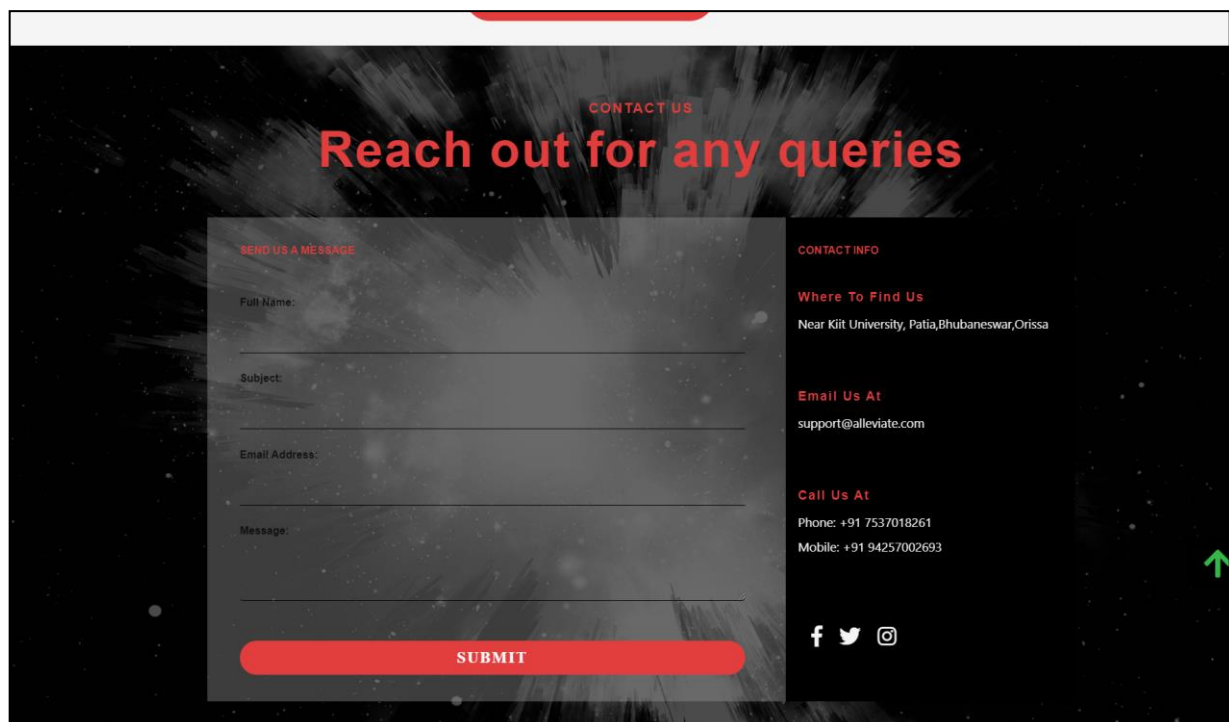 CONTACT US
Reach out for any queries
SEND US A MESSAGE
Full Name:
Subject:
Email Address:
Message:
SUBMIT
CONTACT INFO
Where To Find Us
Near Kiit University, Patia,Bhubaneswar,Orissa
Email Us At
support@alleviate.com
Call Us At
Phone: +91 7537018261
Mobile: +91 94257002693